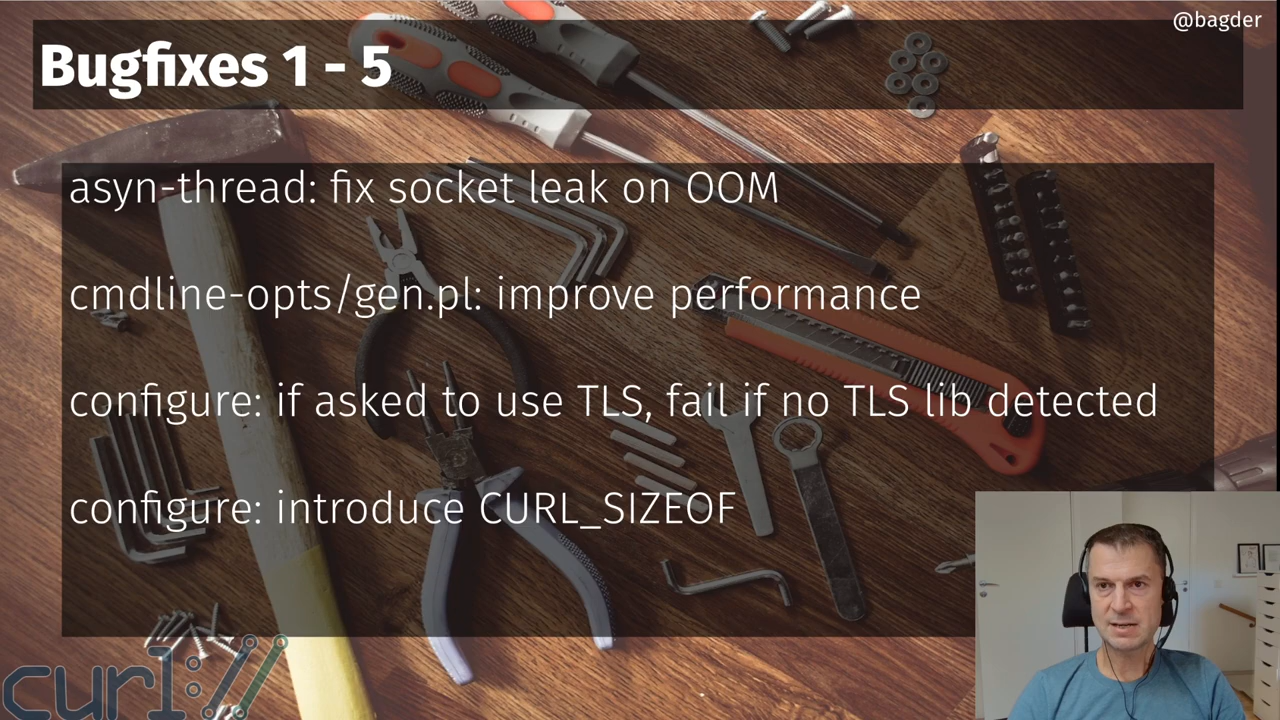 @bagder
Bugfixes 1 - 5
asyn-thread: fix socket leak on OOM
cmdline-opts/gen.pl: improve performance
configure: if asked to use TLS, fail if no TLS lib detected
configure: introduce CURL_SIZEOF
curl://